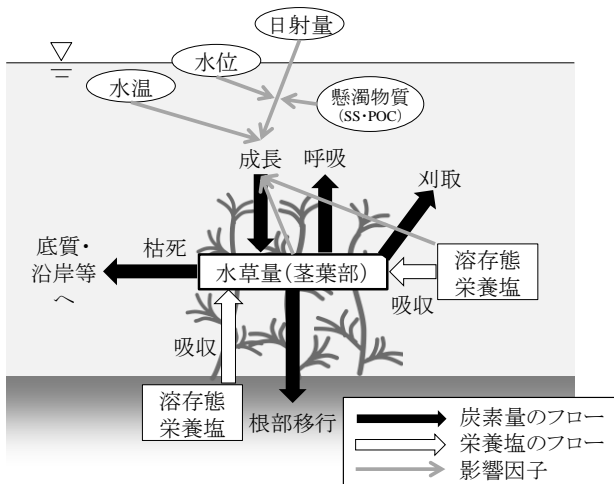 日射量
水位
水温
懸濁物質
(SS・POC)
成長
呼吸
刈取
底質・
沿岸等
へ
枯死
水草量(茎葉部)
吸収
溶存態
栄養塩
吸収
溶存態
栄養塩
根部移行
炭素量のフロー
栄養塩のフロー
影響因子